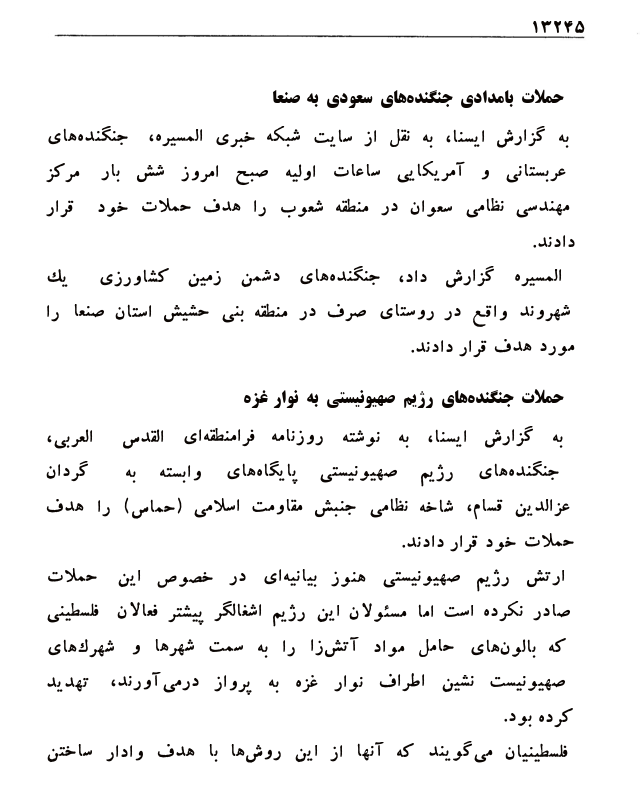 ۱۳۲۴۵
حملات بامدادی جنگنده‌های سعودی به صنعا
به گزارش ایسنا، به نقل از سایت شبکه خبری المسیره، جنگنده‌های
عربستانی و آمریکایی ساعات اولیه صبح امروز شش بار مرکز
مهندسی نظامی سعوان در منطقه شعوب را هدف حملات خود قرار
دادند.
المسیره گزارش داد، جنگنده‌های دشمن زمین کشاورزی یك
شهروند واقع در روستای صرف در منطقه بنی حشیش استان صنعا را
مورد هدف قرار دادند.
حملات جنگنده‌های رژیم صهیونیستی به نوار غزه
به گزارش ایسنا، به نوشته روزنامه فرامنطقه‌ای القدس العربی،
جنگنده‌های رژیم صهیونیستی پایگاه‌های وابسته به گردان
عزالدین قسام، شاخه نظامی جنبش مقاومت اسلامی (حماس) را هدف
حملات خود قرار دادند.
ارتش رژیم صهیونیستی هنوز بیانیه‌ای در خصوص این حملات
صادر نکرده است اما مسئولان این رژیم اشغالگر پیشتر فعالان فلسطینی
که بالون‌های حامل مواد آتش‌زا را به سمت شهرها و شهرك‌های
صهیونیست نشین اطراف نوار غزه به پرواز درمی‌آورند، تهدید
کرده بود.
فلسطینیان می‌گویند که آنها از این روش‌ها با هدف وادار ساختن